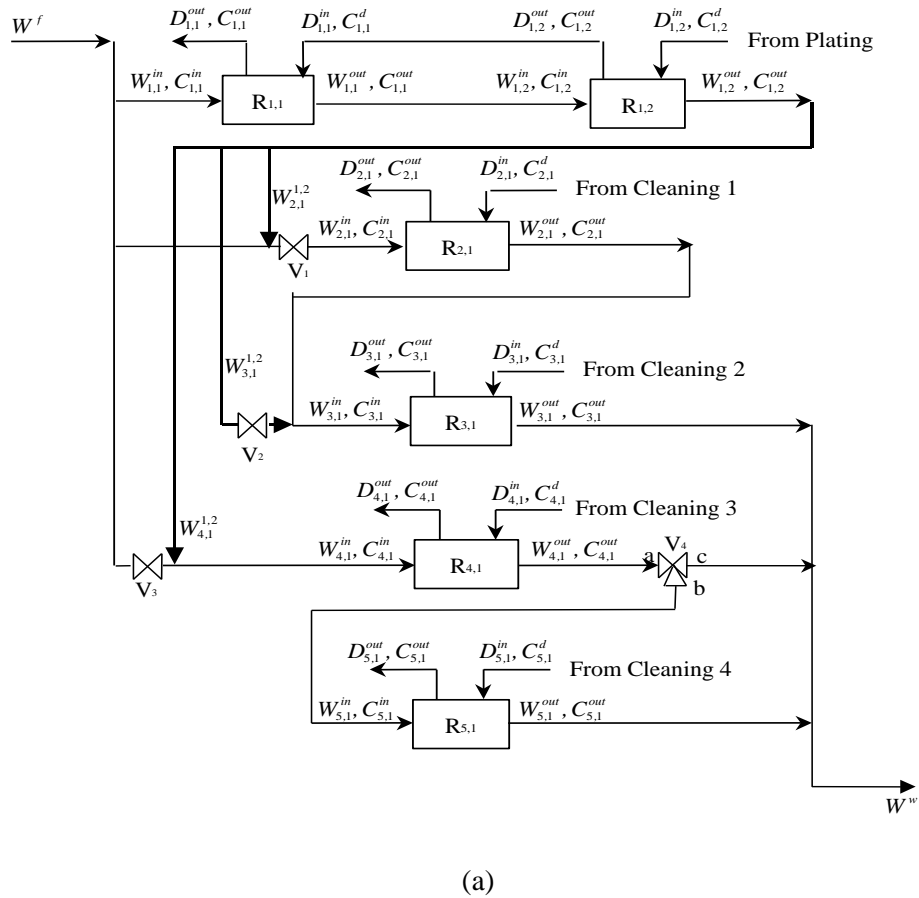 W^f
D_{1,1}^{out}, C_{1,1}^{out}
D_{1,1}^{in}, C_{1,1}^{d}
D_{1,2}^{out}, C_{1,2}^{out}
D_{1,2}^{in}, C_{1,2}^{d}
From Plating
W_{1,1}^{in}, C_{1,1}^{in}
R_{1,1}
W_{1,1}^{out}, C_{1,1}^{out}
W_{1,2}^{in}, C_{1,2}^{in}
R_{1,2}
W_{1,2}^{out}, C_{1,2}^{out}
W_{2,1}^{1,2}
D_{2,1}^{out}, C_{2,1}^{out}
D_{2,1}^{in}, C_{2,1}^{d}
From Cleaning 1
W_{2,1}^{in}, C_{2,1}^{in}
R_{2,1}
W_{2,1}^{out}, C_{2,1}^{out}
V_1
W_{3,1}^{1,2}
D_{3,1}^{out}, C_{3,1}^{out}
D_{3,1}^{in}, C_{3,1}^{d}
From Cleaning 2
W_{3,1}^{in}, C_{3,1}^{in}
R_{3,1}
W_{3,1}^{out}, C_{3,1}^{out}
V_2
D_{4,1}^{out}, C_{4,1}^{out}
D_{4,1}^{in}, C_{4,1}^{d}
From Cleaning 3
W_{4,1}^{1,2}
W_{4,1}^{in}, C_{4,1}^{in}
R_{4,1}
W_{4,1}^{out}, C_{4,1}^{out}
V_4
a
c
b
V_3
D_{5,1}^{out}, C_{5,1}^{out}
D_{5,1}^{in}, C_{5,1}^{d}
From Cleaning 4
W_{5,1}^{in}, C_{5,1}^{in}
R_{5,1}
W_{5,1}^{out}, C_{5,1}^{out}
W^w
(a)